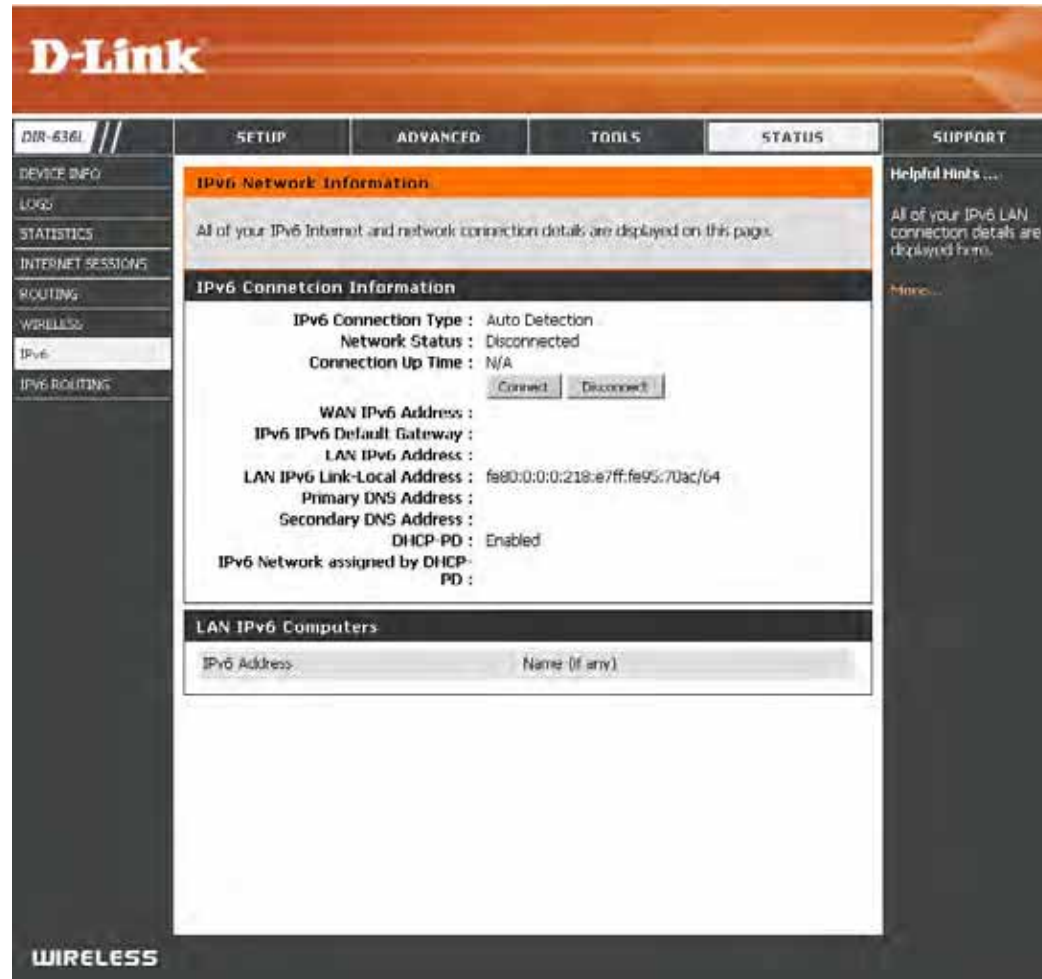 D-Link
DIR-636L
SETUP
ADVANCED
TOOLS
STATUS
SUPPORT
DEVICE INFO
LOGS
STATISTICS
INTERNET SESSIONS
ROUTING
WIRELESS
IPv6
IPV6 ROUTING
IPv6 Network Information
All of your IPv6 Internet and network connection details are displayed on this page.
IPv6 Connetcion Information
IPv6 Connection Type : Auto Detection
Network Status : Disconnected
Connection Up Time : N/A
Connect Disconnect
WAN IPv6 Address :
IPv6 IPv6 Default Gateway :
LAN IPv6 Address :
LAN IPv6 Link-Local Address : fe80:0:0:0:218:e7ff:fe95:70ac/64
Primary DNS Address :
Secondary DNS Address :
DHCP-PD : Enabled
IPv6 Network assigned by DHCP-
PD :
LAN IPv6 Computers
IPv6 Address Name (if any)
Helpful Hints ...
All of your IPv6 LAN
connection details are
displayed here.
More...
WIRELESS